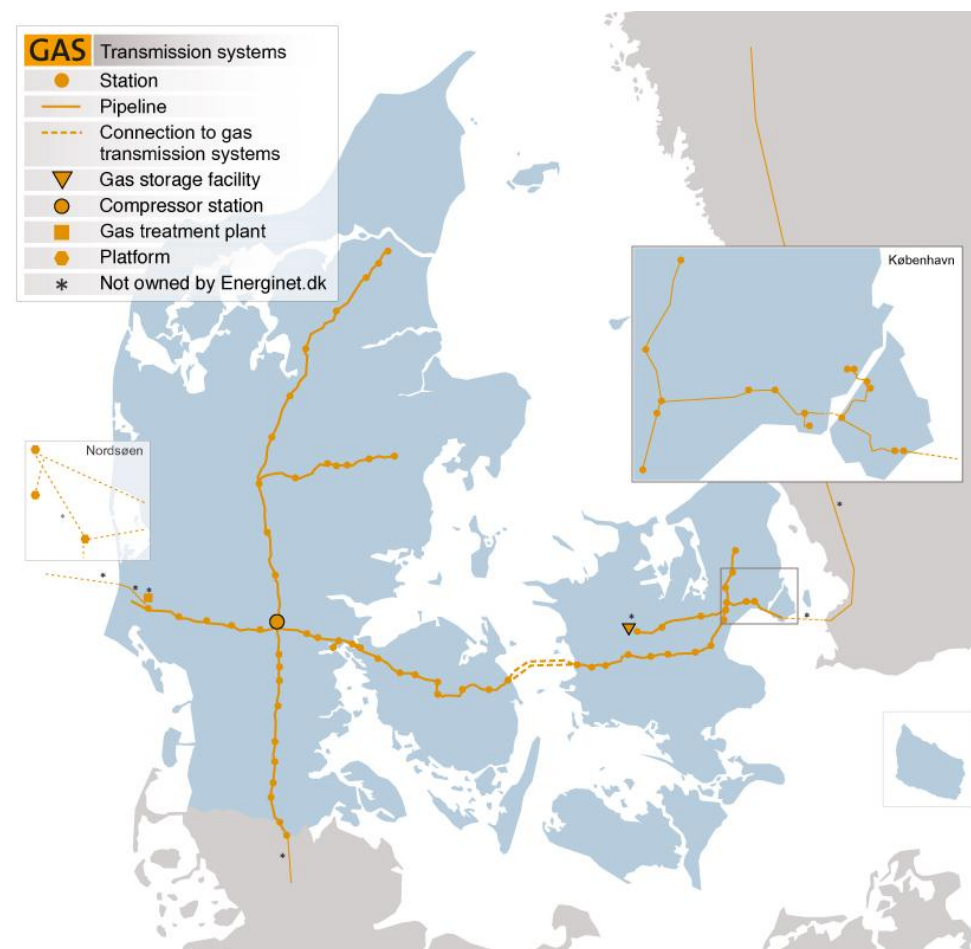 GAS Transmission systems
Station
Pipeline
Connection to gas
transmission systems
Gas storage facility
Compressor station
Gas treatment plant
Platform
* Not owned by Energinet.dk
København
Nordsøen
*
*
*
*
*
*
*